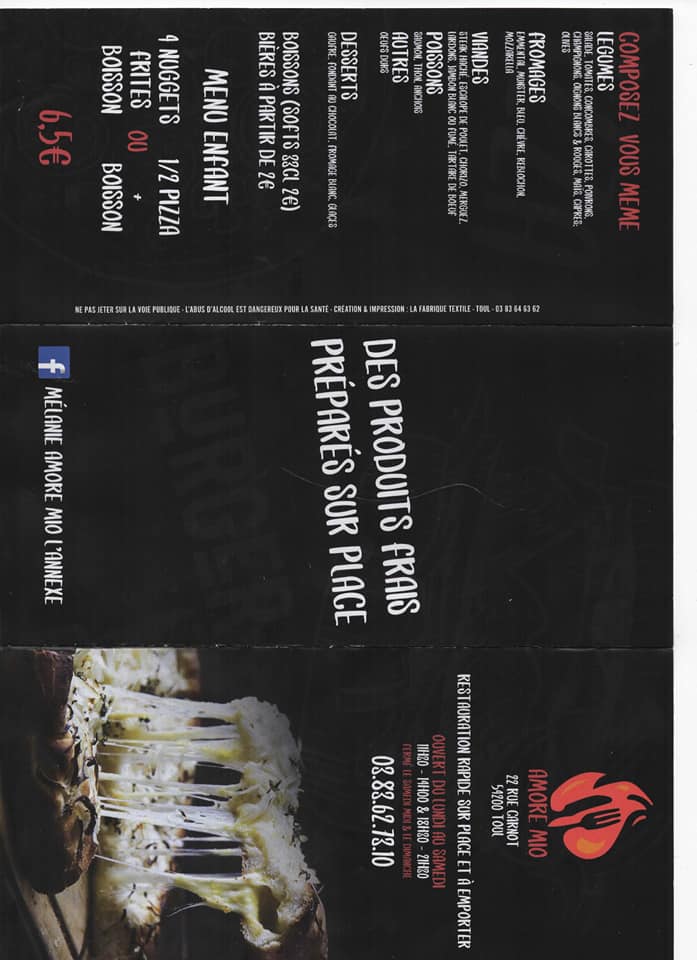 COMPOSEZ VOUS MEME
LEGUMES
SALADE, TOMATES, CONCOMBRES, CAROTTES, POIVRONS,
CHAMPIGNONS, OIGNONS BLANCS & ROUGES, MAÏS, CAPRES,
OLIVES
FROMAGES
EMMENTAL, MUNSTER, BLEU, CHÈVRE, REBLOCHON,
MOZZARELLA
VIANDES
STEAK HACHÉ, ESCALOPE DE POULET, CHORIZO, MERGUEZ,
LARDONS, JAMBON BLANC OU FUMÉ, TARTARE DE BOEUF
POISSONS
SAUMON, THON, ANCHOIS
AUTRES
OEUFS DURS
DESSERTS
GAUFRE, FONDANT AU CHOCOLAT, FROMAGE BLANC, GLAÇES
BOISSONS (SOFTS 33CL 2€)
BIÈRES À PARTIR DE 2€
MENU ENFANT
4 NUGGETS
FRITES
BOISSON
OU
1/2 PIZZA
+
BOISSON
6,5€
NE PAS JETER SUR LA VOIE PUBLIQUE - L'ABUS D'ALCOOL EST DANGEREUX POUR LA SANTE - CRÉATION & IMPRESSION - LA FABRIQUE TEXTILE - TOUL - 03 83 64 63 62
DES PRODUITS FRAIS
PRÉPARÉS SUR PLACE
BURGER
MÉLANIE AMORE MIO L'ANNEXE
AMORE MIO
22 RUE CARNOT
54200 TOUL
RESTAURATION RAPIDE SUR PLACE ET À EMPORTER
OUVERT DU LUNDI AU SAMEDI
11H30 - 14H00 & 18H30 - 21H30
FERMÉ LE SAMEDI MIDI & LE DIMANCHE
03.83.62.73.10